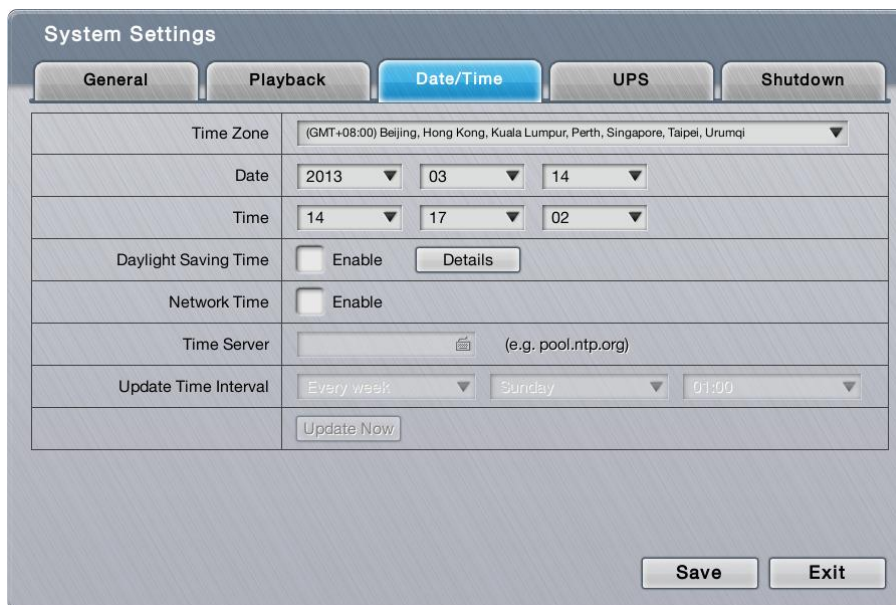 System Settings
General Playback Date/Time UPS Shutdown
Time Zone (GMT+08:00) Beijing, Hong Kong, Kuala Lumpur, Perth, Singapore, Taipei, Urumqi
Date 2013 03 14
Time 14 17 02
Daylight Saving Time Enable Details
Network Time Enable
Time Server (e.g. pool.ntp.org)
Update Time Interval Every week Sunday 01:00
Update Now
Save Exit